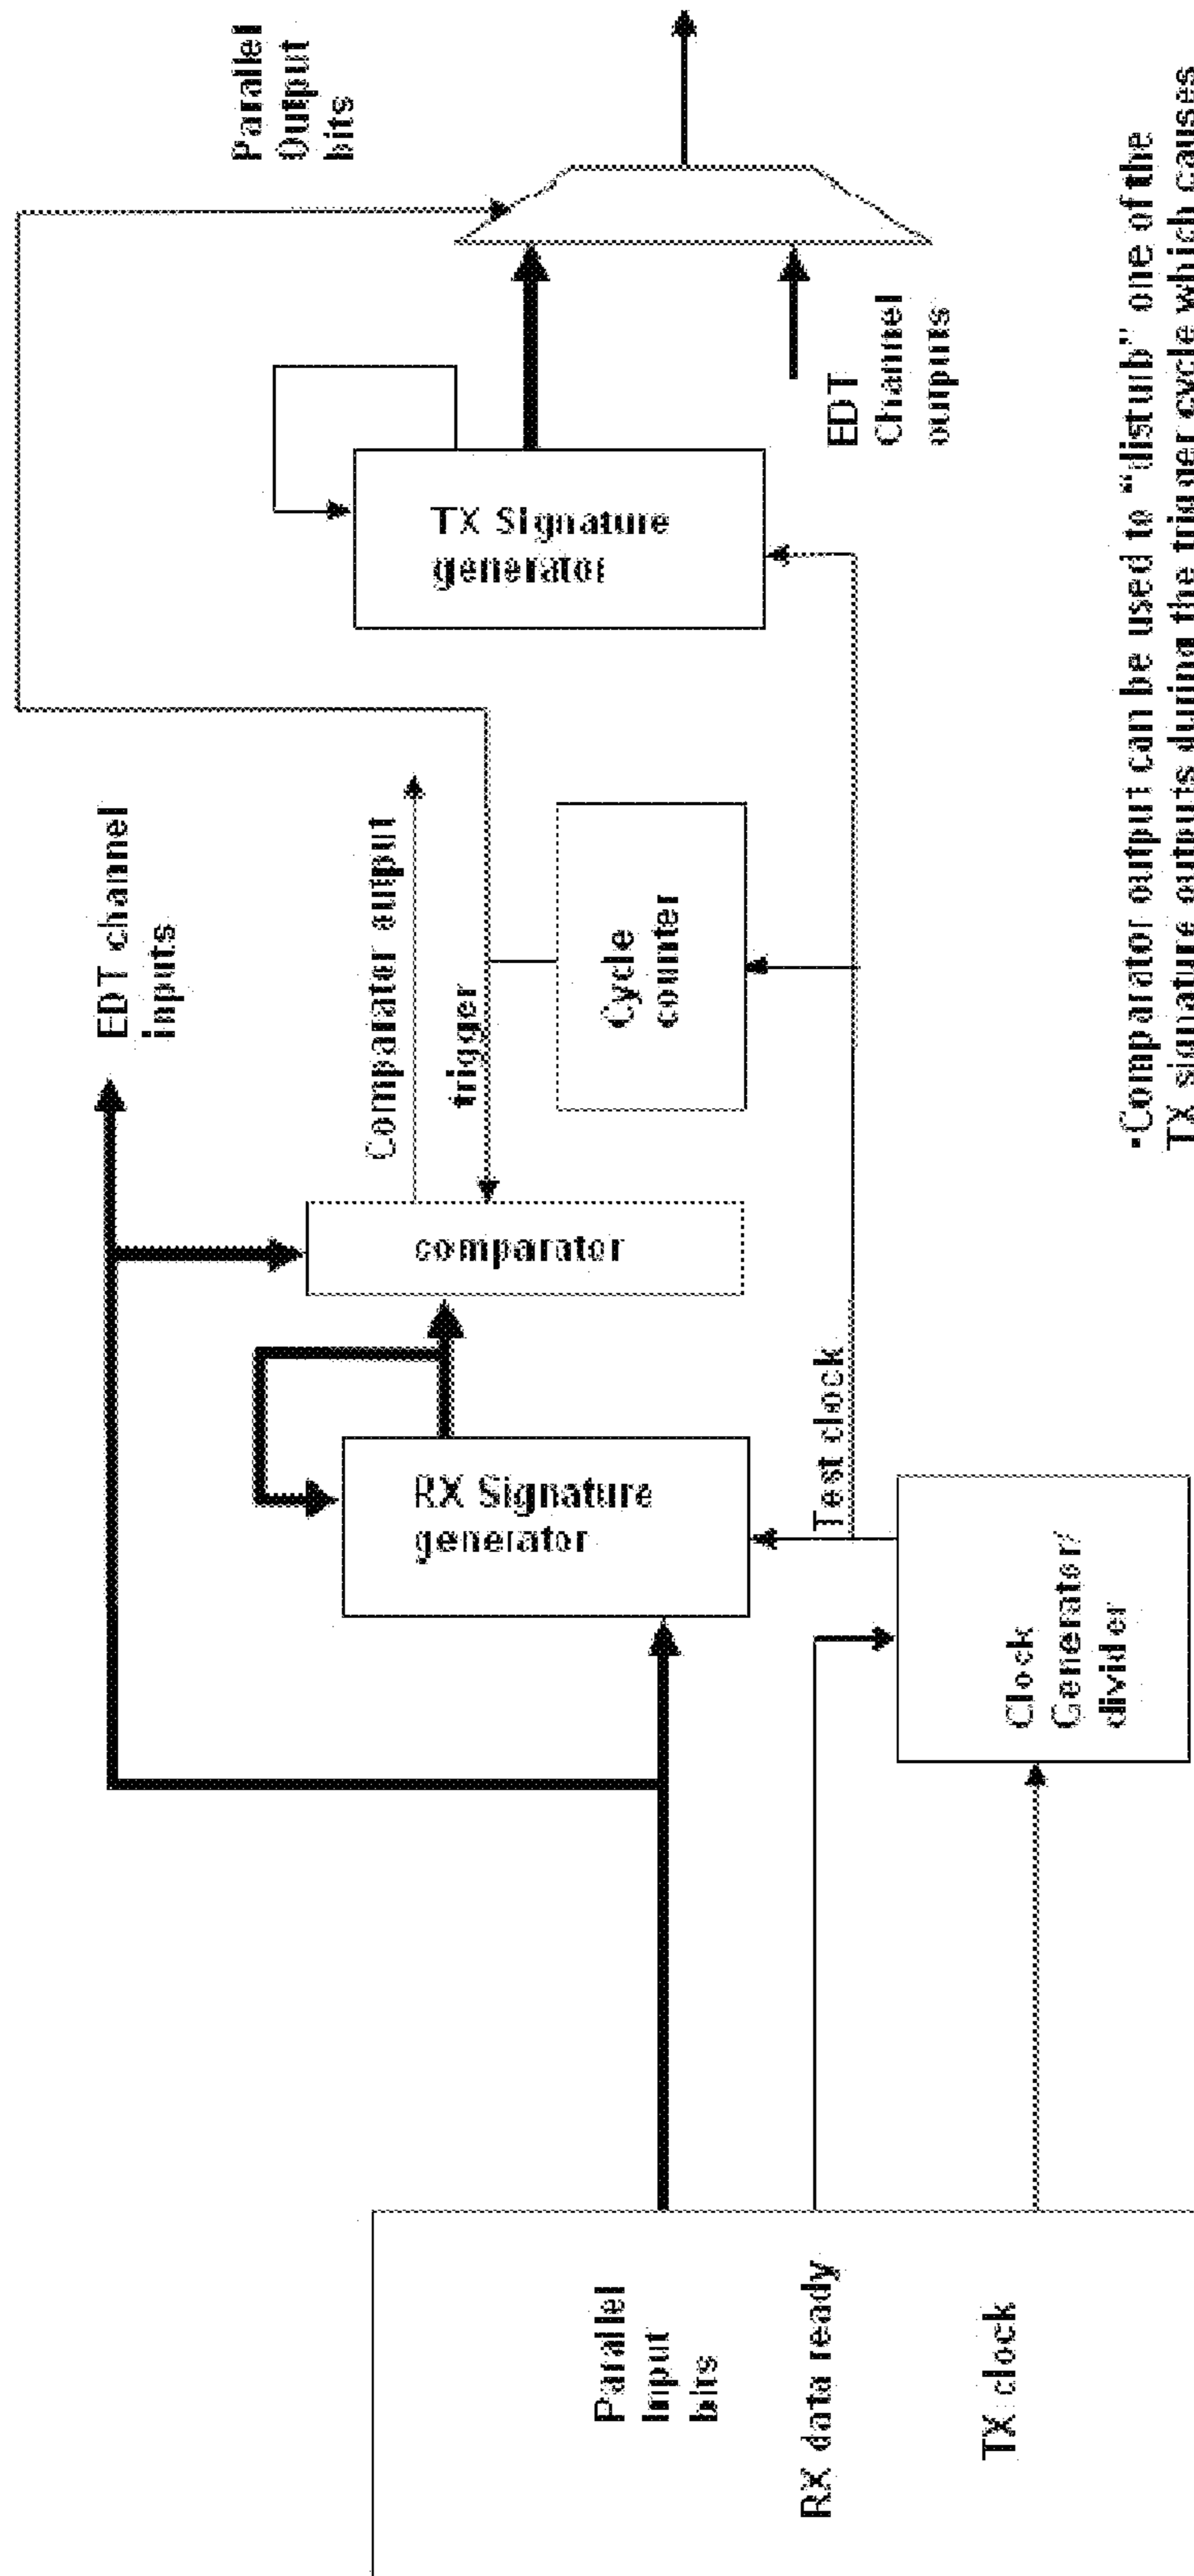 Parallel
Input
bits
RX data ready
TX clock
Clock
Generator/
divider
RX Signature
generator
Test clock
comparator
EDT channel
inputs
Comparator output
trigger
Cycle
counter
TX Signature
generator
EDT
Channel
outputs
Parallel
Output
bits
•Comparator output can be used to “disturb” one of the
TX signature outputs during the trigger cycle which causes